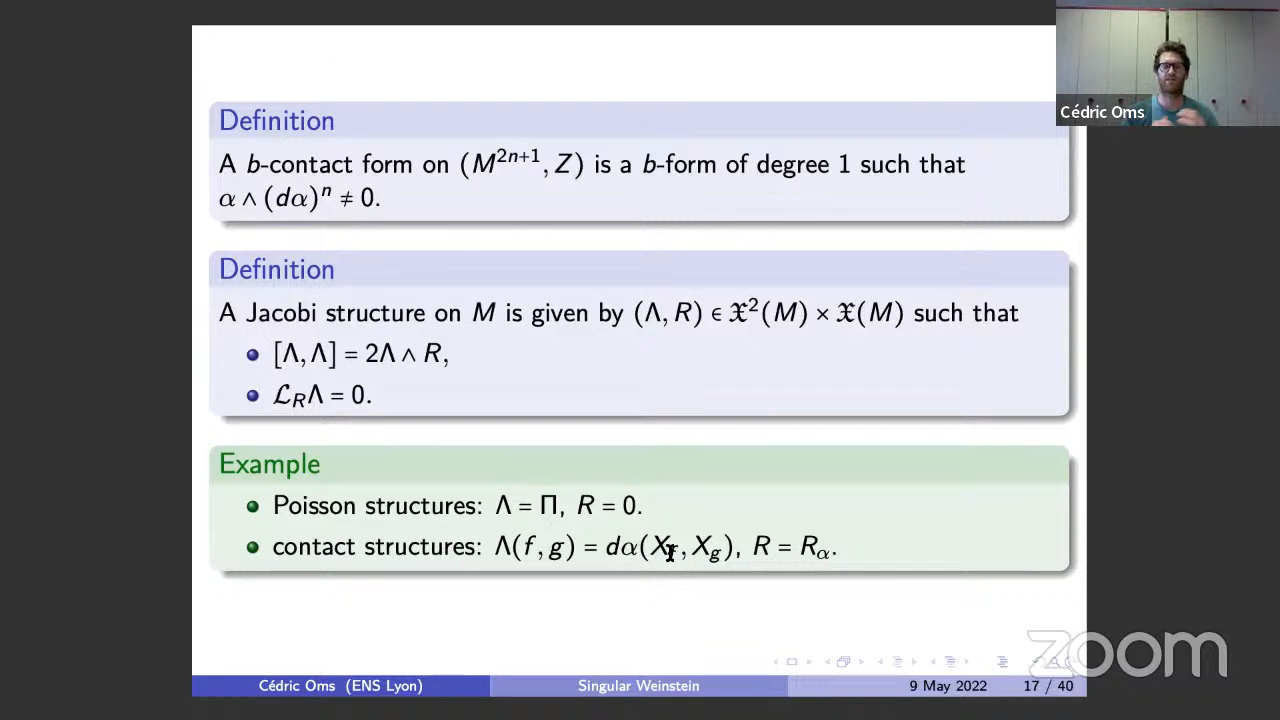 Cédric Oms
Definition
A b-contact form on (M²ⁿ⁺¹, Z) is a b-form of degree 1 such that
α ∧ (dα)ⁿ ≠ 0.
Definition
A Jacobi structure on M is given by (Λ, R) ∈ 𝔛²(M) × 𝔛(M) such that
[Λ, Λ] = 2Λ ∧ R,
ℒ_RΛ = 0.
Example
Poisson structures: Λ = Π, R = 0.
contact structures: Λ(f, g) = dα(X_f, X_g), R = R_α.
zoom
Cédric Oms (ENS Lyon) Singular Weinstein 9 May 2022 17 / 40